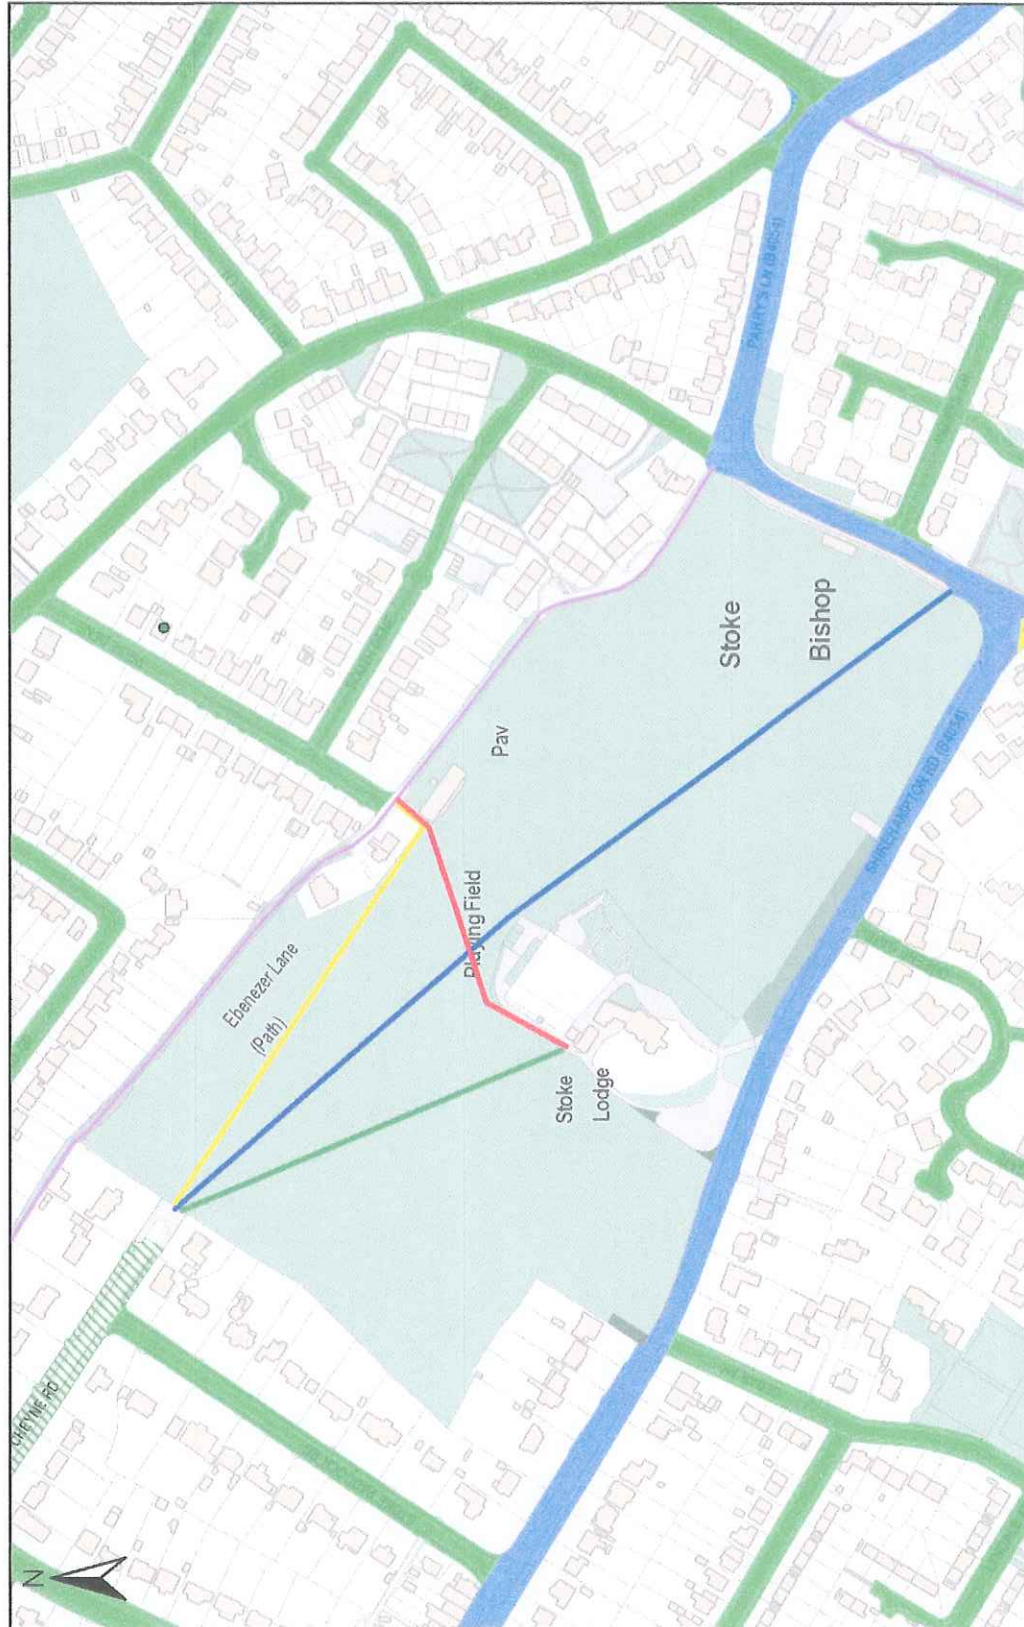 N
CHEYNE RD
Ebenezer Lane
(Path)
Playing Field
Pav
Stoke
Lodge
Stoke
Bishop
PARRY'S LN (B4054)
SHIREHAMPTON RD (B4054)